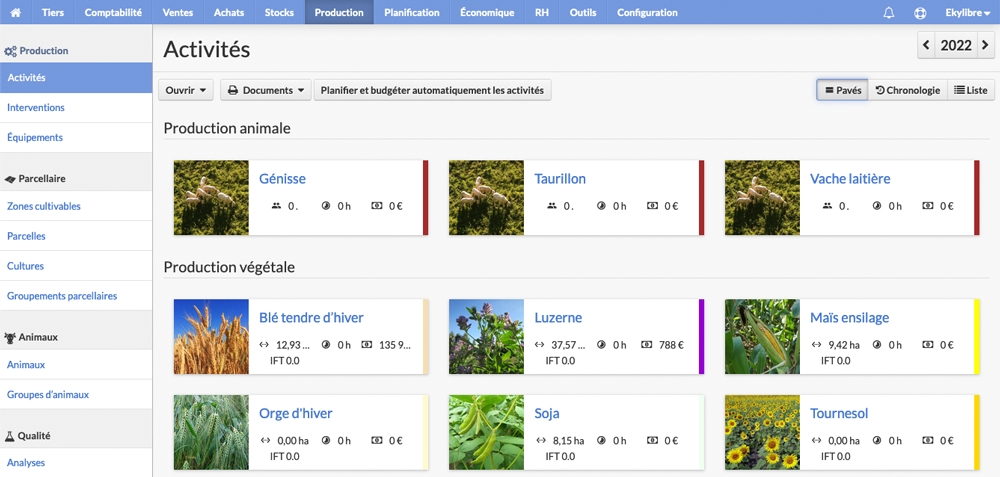 Tiers Comptabilité Ventes Achats Stocks Production Planification Économique RH Outils Configuration Ekylibre
Production
Activités
Interventions
Équipements
Parcellaire
Zones cultivables
Parcelles
Cultures
Groupements parcellaires
Animaux
Animaux
Groupes d'animaux
Qualité
Analyses
Activités
2022
Ouvrir Documents Planifier et budgéter automatiquement les activités Pavés Chronologie Liste
Production animale
Génisse
0 . 0 h 0 €
Taurillon
0 . 0 h 0 €
Vache laitière
0 . 0 h 0 €
Production végétale
Blé tendre d'hiver
12,93 ... 0 h 135 9...
IFT 0.0
Luzerne
37,57 ... 0 h 788 €
IFT 0.0
Maïs ensilage
9,42 ha 0 h 0 €
IFT 0.0
Orge d'hiver
0,00 ha 0 h 0 €
IFT 0.0
Soja
8,15 ha 0 h 0 €
IFT 0.0
Tournesol
0,00 ha 0 h 0 €
IFT 0.0